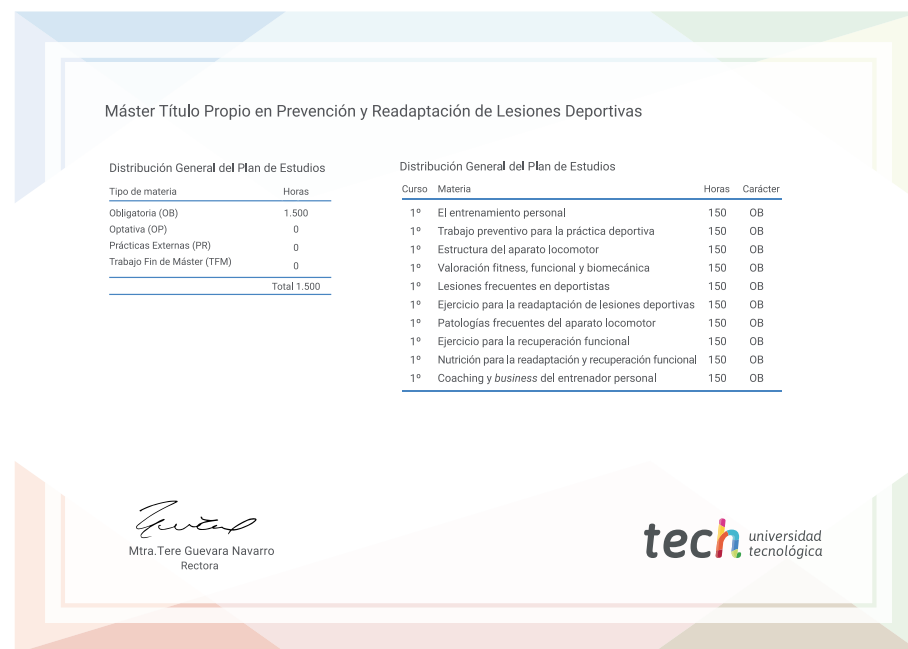 Máster Título Propio en Prevención y Readaptación de Lesiones Deportivas
Distribución General del Plan de Estudios
Tipo de materia Horas
Obligatoria (OB) 1.500
Optativa (OP) 0
Prácticas Externas (PR) 0
Trabajo Fin de Máster (TFM) 0
Total 1.500
Distribución General del Plan de Estudios
Curso Materia Horas Carácter
1º El entrenamiento personal 150 OB
1º Trabajo preventivo para la práctica deportiva 150 OB
1º Estructura del aparato locomotor 150 OB
1º Valoración fitness, funcional y biomecánica 150 OB
1º Lesiones frecuentes en deportistas 150 OB
1º Ejercicio para la readaptación de lesiones deportivas 150 OB
1º Patologías frecuentes del aparato locomotor 150 OB
1º Ejercicio para la recuperación funcional 150 OB
1º Nutrición para la readaptación y recuperación funcional 150 OB
1º Coaching y business del entrenador personal 150 OB
Mtra.Tere Guevara Navarro
Rectora
tech universidad
tecnológica